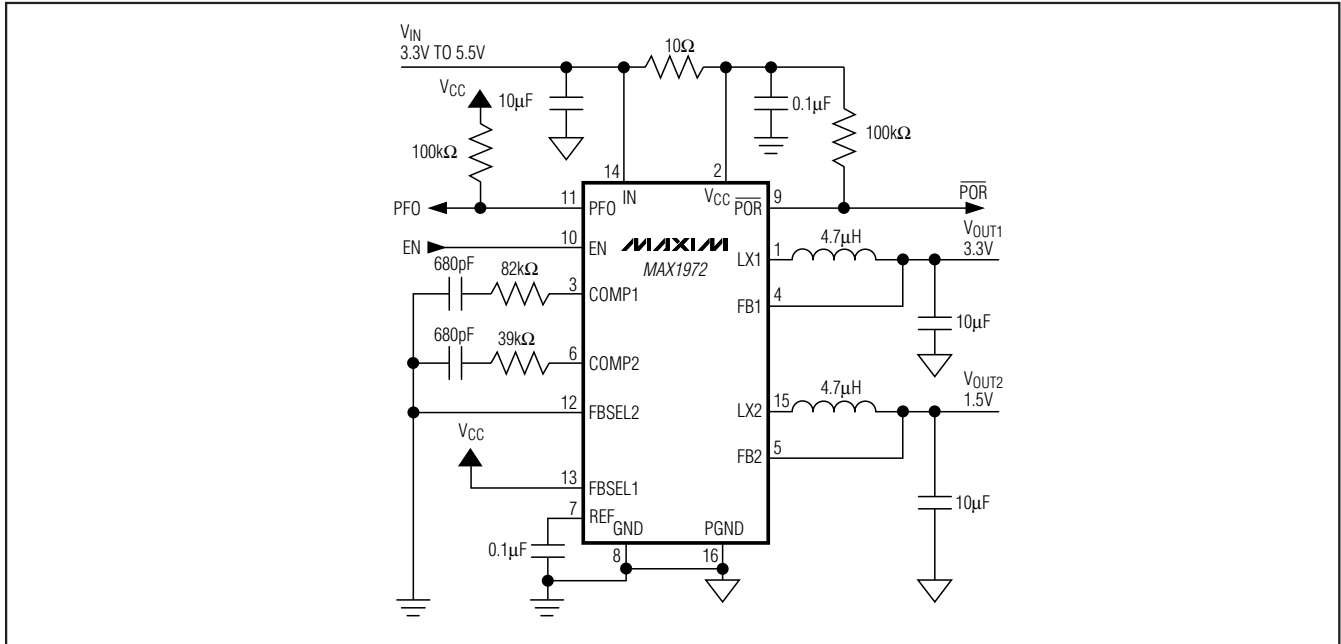 VIN
3.3V TO 5.5V
10Ω
VCC
10μF
0.1μF
100kΩ
100kΩ
14
2
IN
VCC
PFO
11
PFO
POR
9
POR
EN
10
EN
MAXIM
MAX1972
LX1
1
4.7μH
VOUT1
3.3V
680pF
82kΩ
3
COMP1
FB1
4
10μF
680pF
39kΩ
6
COMP2
4.7μH
VOUT2
1.5V
12
FBSEL2
LX2
15
VCC
FB2
5
13
FBSEL1
10μF
7
REF
GND
PGND
0.1μF
8
16